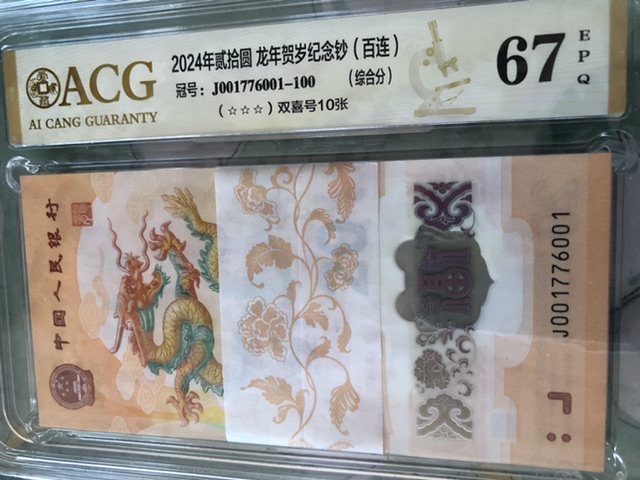 ACG
AI CANG GUARANTY
2024年贰拾圆 龙年贺岁纪念钞（百连）
冠号：J001776001-100 （综合分）
（☆☆☆）双喜号10张
67
EPQ
中国人民银行
J001776001